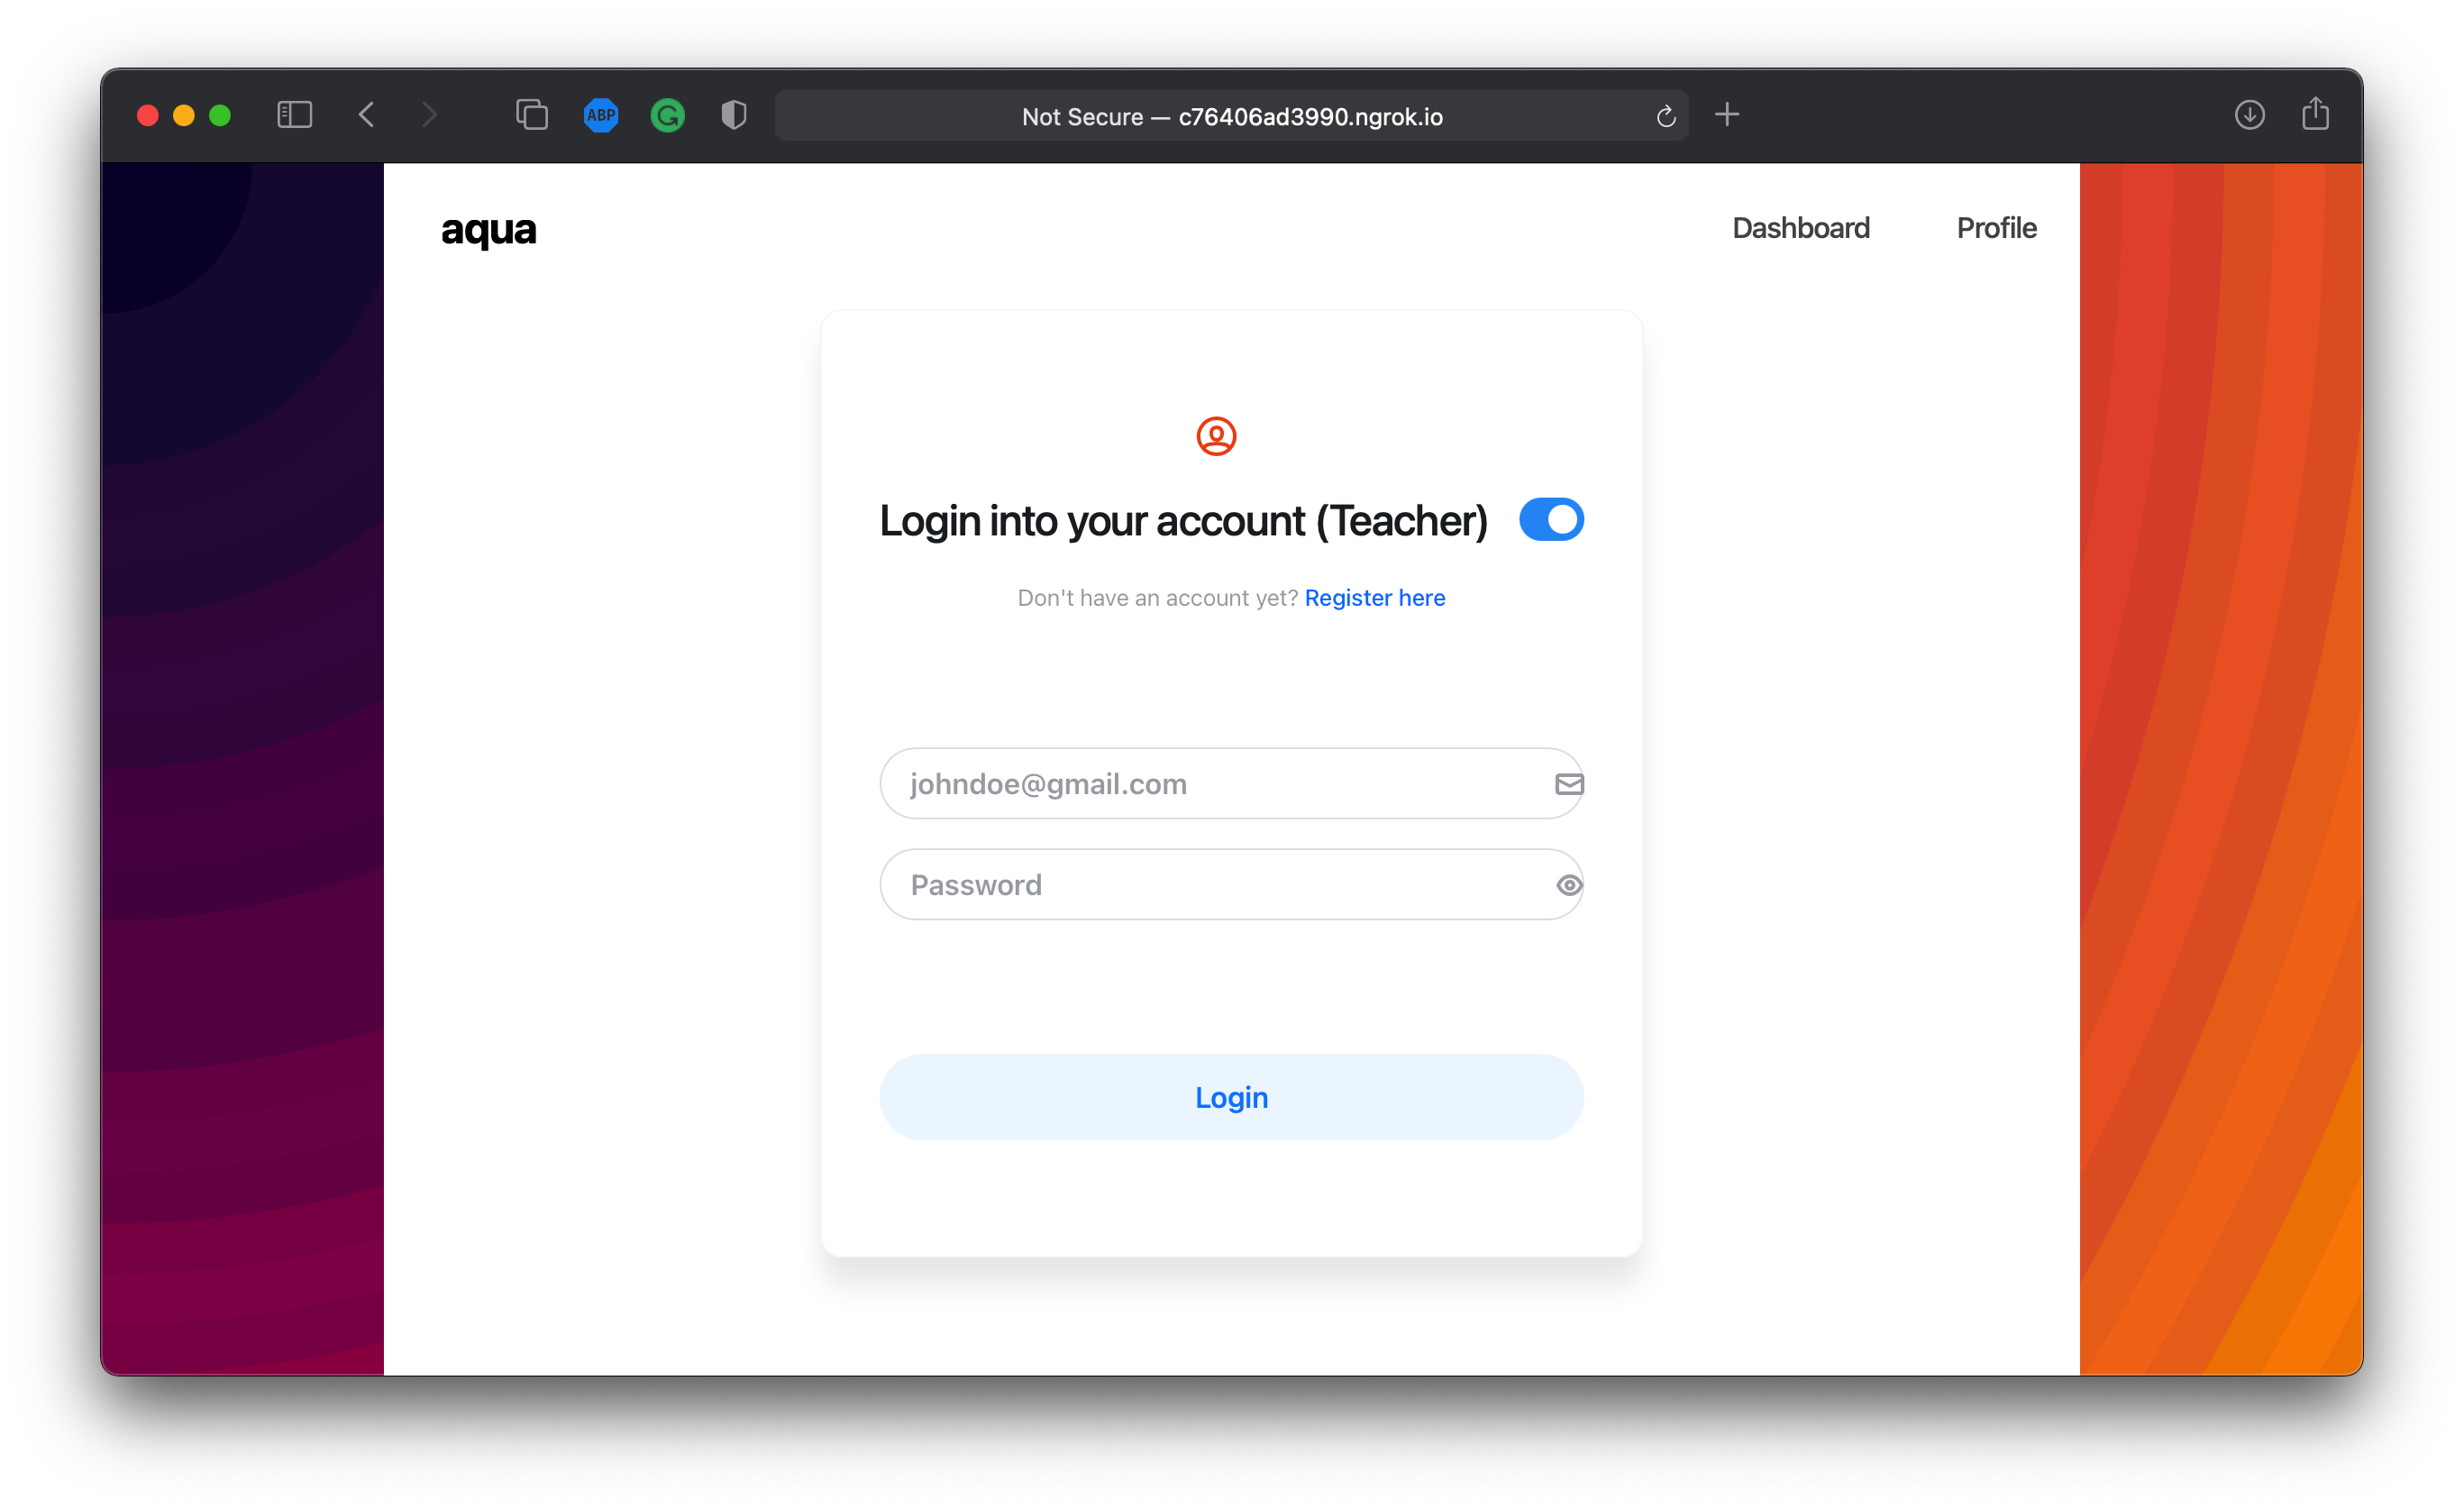 ABP
Not Secure — c76406ad3990.ngrok.io
aqua
Dashboard
Profile
Login into your account (Teacher)
Don't have an account yet? Register here
johndoe@gmail.com
Password
Login